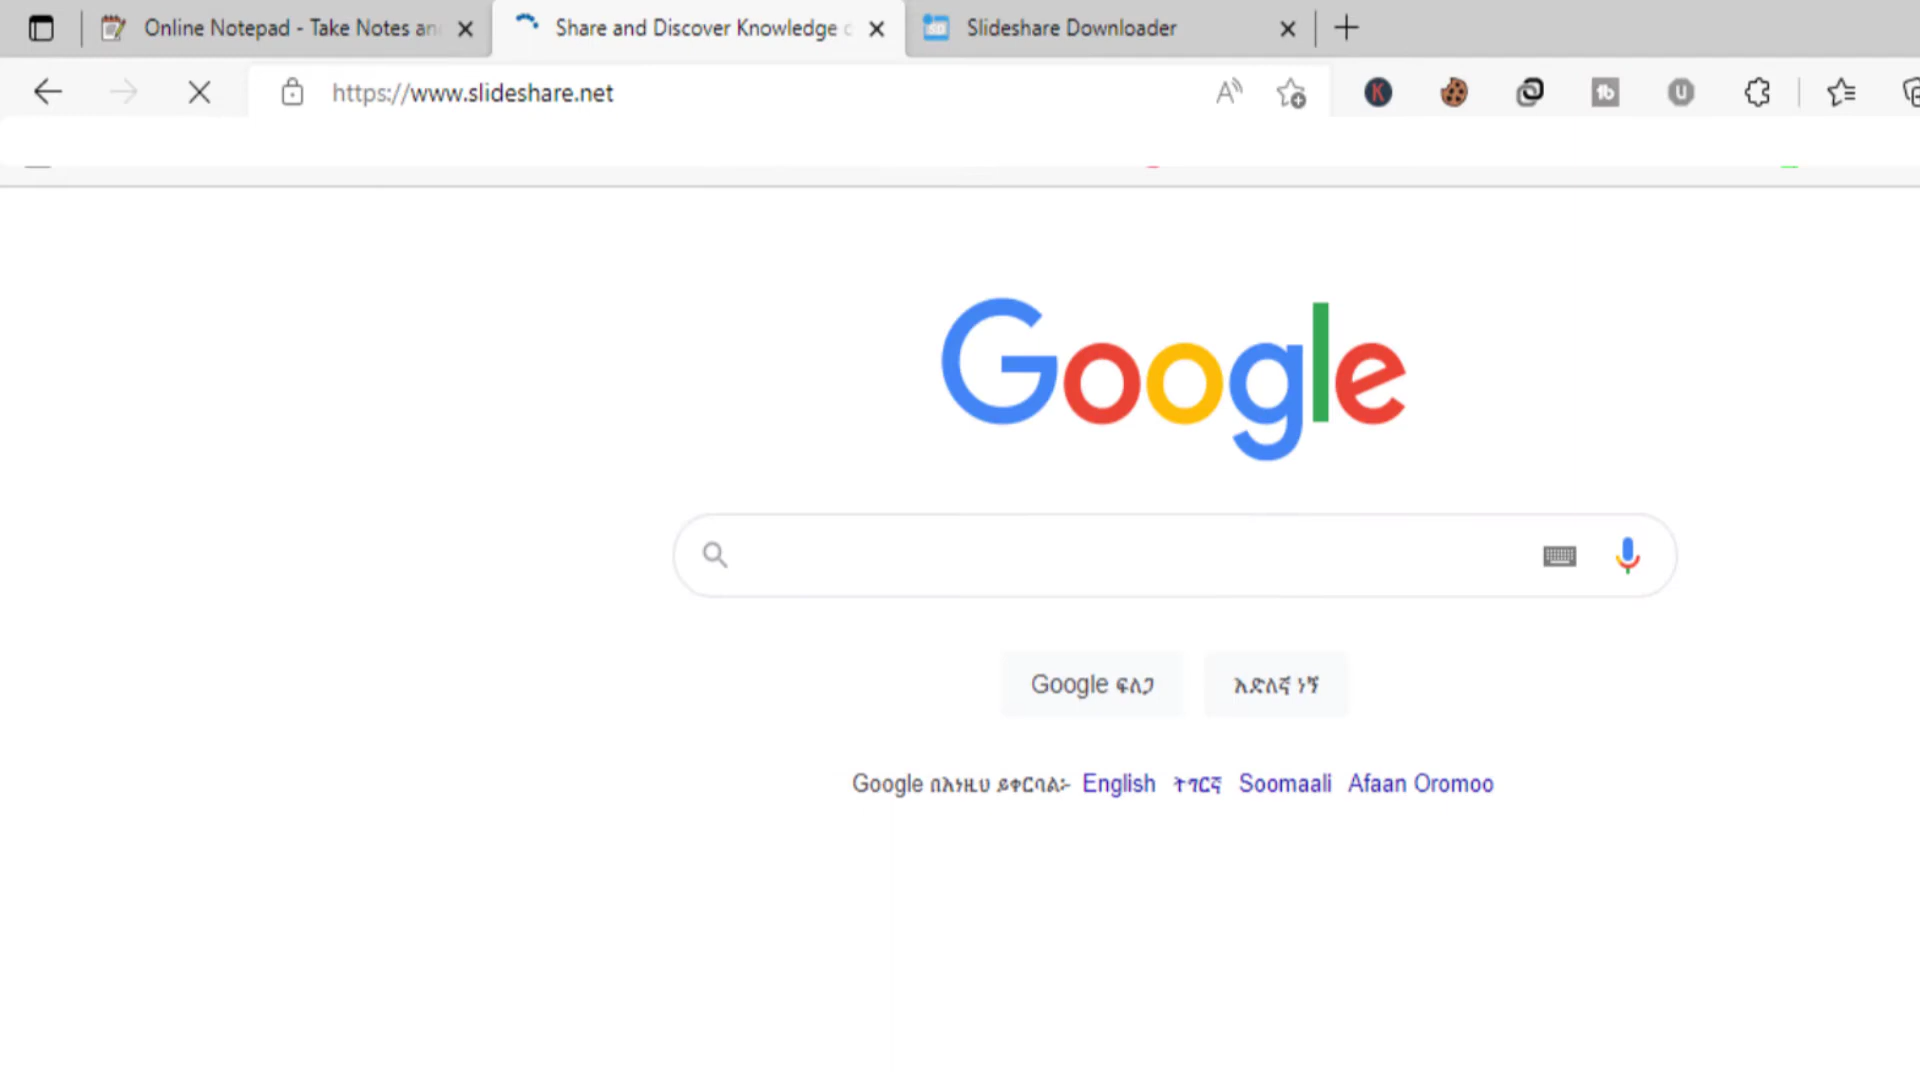 Online Notepad - Take Notes an
Share and Discover Knowledge
Slideshare Downloader
https://www.slideshare.net
Google
Google ፍለጋ
እድለኛ ነኝ
Google በእነዚህ ይቀርባል፦ English ትግርኛ Soomaali Afaan Oromoo